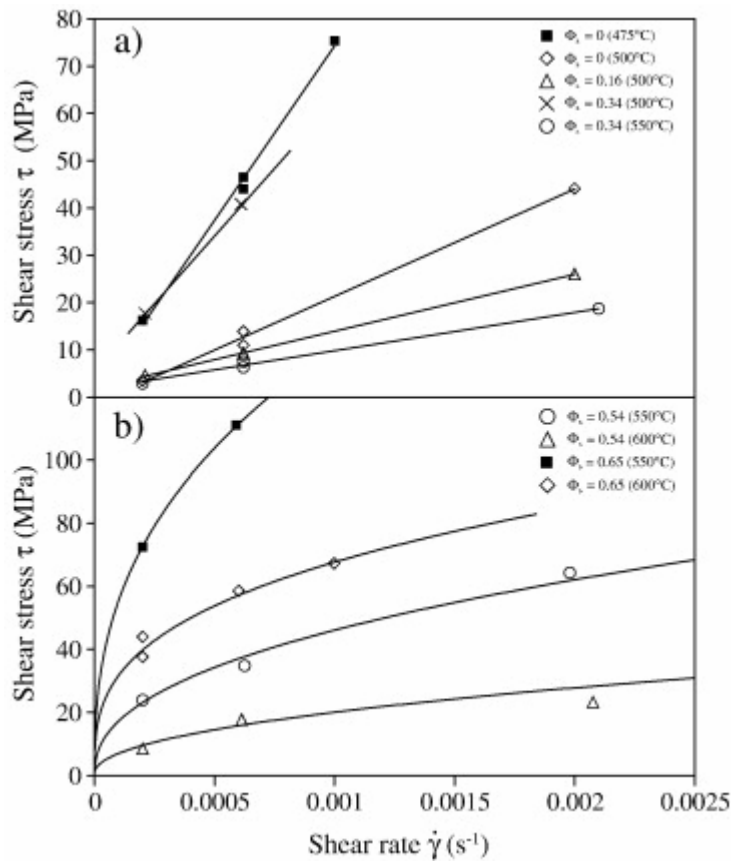 80
a)
Φₛ = 0 (475°C)
70
Φₛ = 0 (500°C)
60
Φₛ = 0.16 (500°C)
Φₛ = 0.34 (500°C)
50
Φₛ = 0.34 (550°C)
40
30
20
10
0
Shear stress τ (MPa)
b)
Φₛ = 0.54 (550°C)
100
Φₛ = 0.54 (600°C)
Φₛ = 0.65 (550°C)
80
Φₛ = 0.65 (600°C)
60
40
20
0
Shear stress τ (MPa)
0 0.0005 0.001 0.0015 0.002 0.0025
Shear rate γ̇ (s⁻¹)